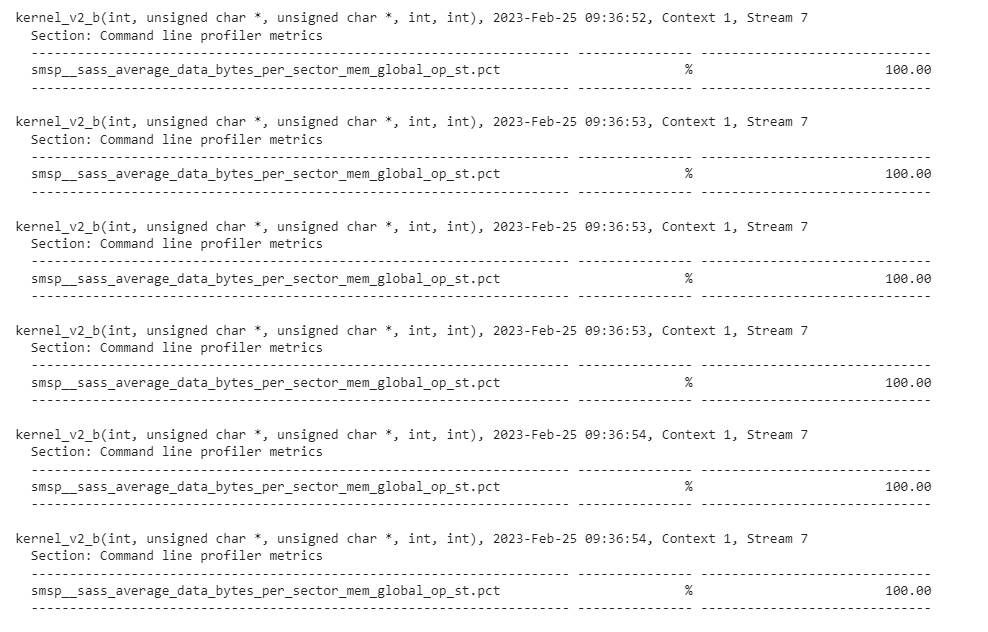 kernel_v2_b(int, unsigned char *, unsigned char *, int, int), 2023-Feb-25 09:36:52, Context 1, Stream 7
Section: Command line profiler metrics
---------------------------------------------------------------------- --------------- ------------------------------
smsp__sass_average_data_bytes_per_sector_mem_global_op_st.pct % 100.00
---------------------------------------------------------------------- --------------- ------------------------------
kernel_v2_b(int, unsigned char *, unsigned char *, int, int), 2023-Feb-25 09:36:53, Context 1, Stream 7
Section: Command line profiler metrics
---------------------------------------------------------------------- --------------- ------------------------------
smsp__sass_average_data_bytes_per_sector_mem_global_op_st.pct % 100.00
---------------------------------------------------------------------- --------------- ------------------------------
kernel_v2_b(int, unsigned char *, unsigned char *, int, int), 2023-Feb-25 09:36:53, Context 1, Stream 7
Section: Command line profiler metrics
---------------------------------------------------------------------- --------------- ------------------------------
smsp__sass_average_data_bytes_per_sector_mem_global_op_st.pct % 100.00
---------------------------------------------------------------------- --------------- ------------------------------
kernel_v2_b(int, unsigned char *, unsigned char *, int, int), 2023-Feb-25 09:36:53, Context 1, Stream 7
Section: Command line profiler metrics
---------------------------------------------------------------------- --------------- ------------------------------
smsp__sass_average_data_bytes_per_sector_mem_global_op_st.pct % 100.00
---------------------------------------------------------------------- --------------- ------------------------------
kernel_v2_b(int, unsigned char *, unsigned char *, int, int), 2023-Feb-25 09:36:54, Context 1, Stream 7
Section: Command line profiler metrics
---------------------------------------------------------------------- --------------- ------------------------------
smsp__sass_average_data_bytes_per_sector_mem_global_op_st.pct % 100.00
---------------------------------------------------------------------- --------------- ------------------------------
kernel_v2_b(int, unsigned char *, unsigned char *, int, int), 2023-Feb-25 09:36:54, Context 1, Stream 7
Section: Command line profiler metrics
---------------------------------------------------------------------- --------------- ------------------------------
smsp__sass_average_data_bytes_per_sector_mem_global_op_st.pct % 100.00
---------------------------------------------------------------------- --------------- ------------------------------